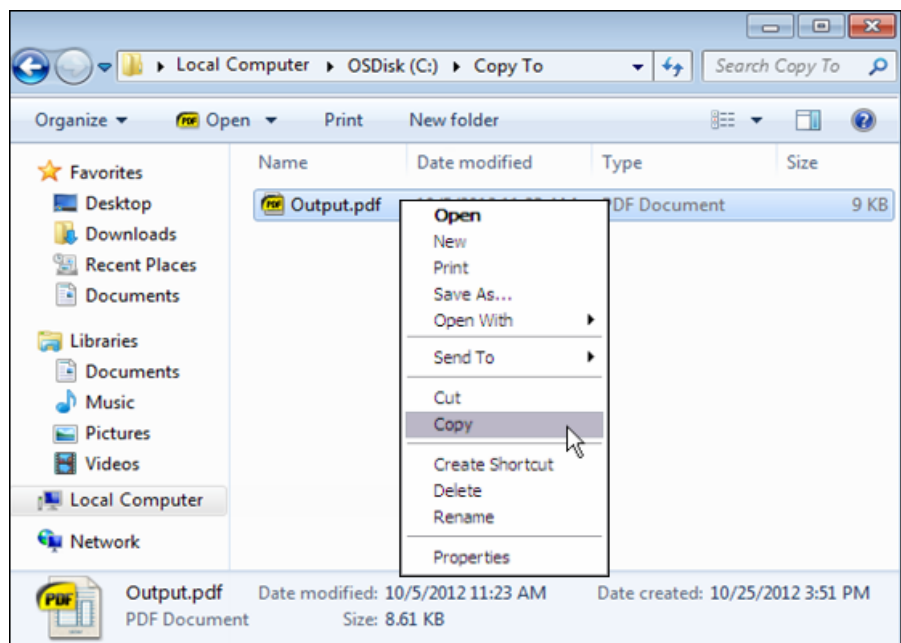 Local Computer OSDisk (C:) Copy To Search Copy To
Organize Open Print New folder
Name Date modified Type Size
Favorites
Desktop
Downloads
Recent Places
Documents
Libraries
Documents
Music
Pictures
Videos
Local Computer
Network
Output.pdf PDF Document 9 KB
Open
New
Print
Save As...
Open With
Send To
Cut
Copy
Create Shortcut
Delete
Rename
Properties
PDF Output.pdf Date modified: 10/5/2012 11:23 AM Date created: 10/25/2012 3:51 PM
PDF Document Size: 8.61 KB